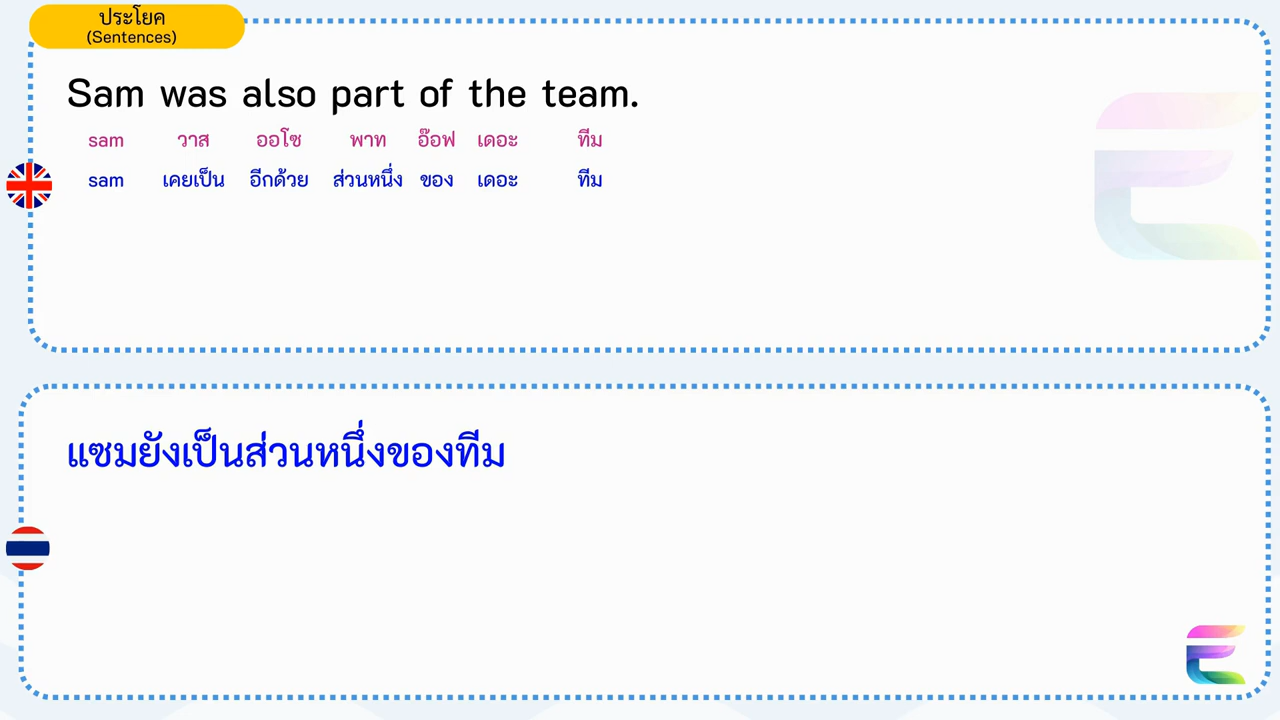 ประโยค
(Sentences)
Sam was also part of the team.
sam วาส ออโซ พาท อ๊อฟ เดอะ ทีม
sam เคยเป็น อีกด้วย ส่วนหนึ่ง ของ เดอะ ทีม
แซมยังเป็นส่วนหนึ่งของทีม